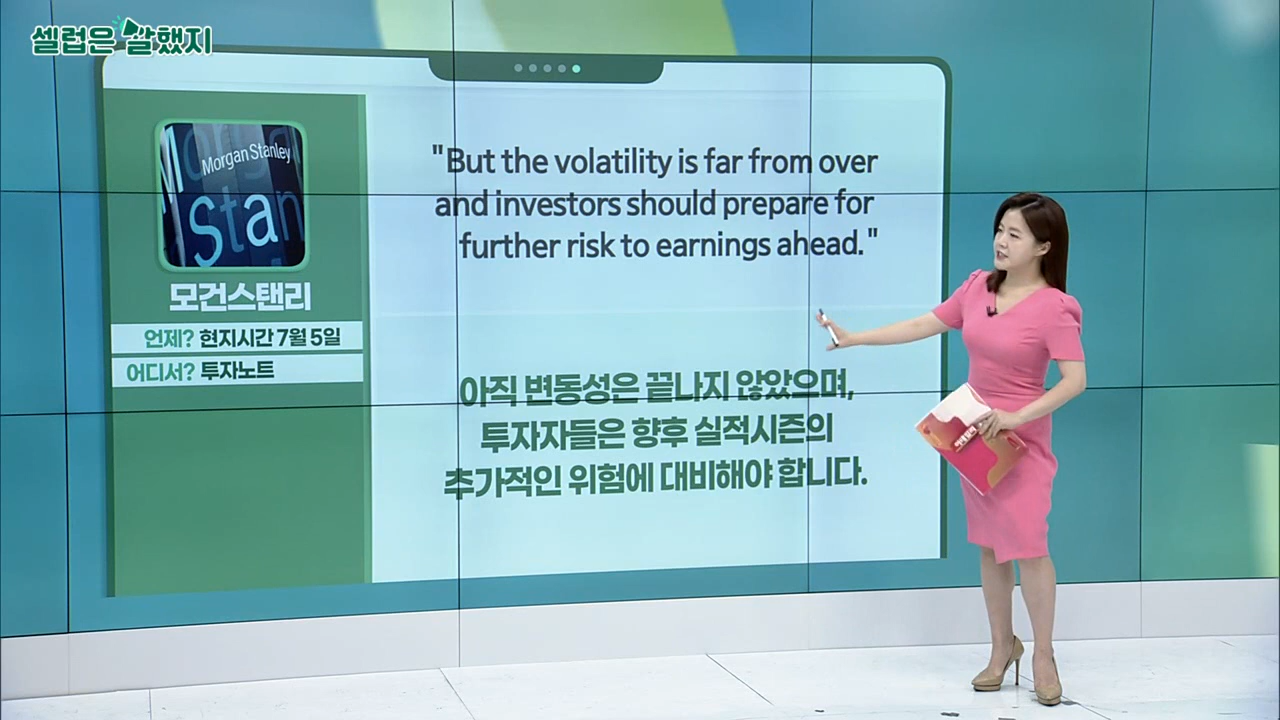 셀럽은 말했지
Morgan Stanley
Stan
모건스탠리
언제? 현지시간 7월 5일
어디서? 투자노트
"But the volatility is far from over
and investors should prepare for
further risk to earnings ahead."
아직 변동성은 끝나지 않았으며,
투자자들은 향후 실적시즌의
추가적인 위험에 대비해야 합니다.